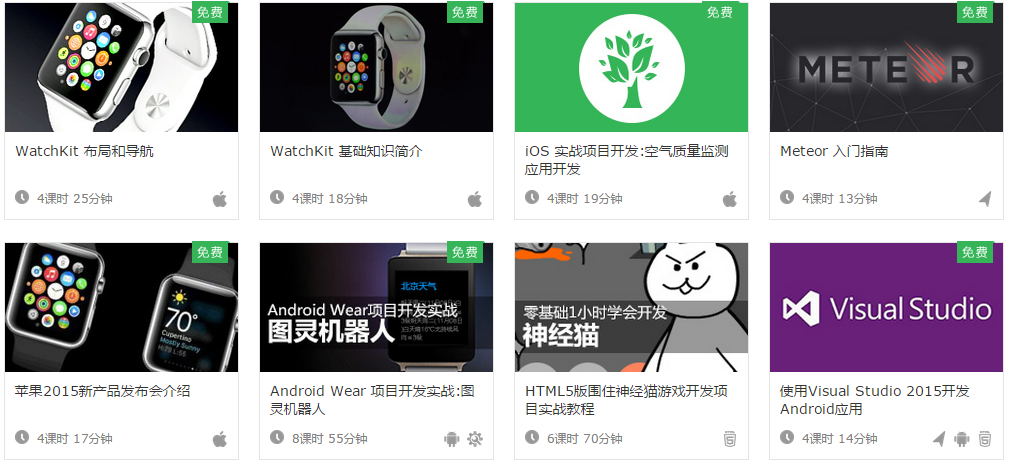 免费
免费
免费
METEOR
免费
WatchKit 布局和导航
4课时 25分钟
WatchKit 基础知识简介
4课时 18分钟
iOS 实战项目开发:空气质量监测
应用开发
4课时 19分钟
Meteor 入门指南
4课时 13分钟
70°
Cupertino
Mostly Sunny
苹果2015新产品发布会介绍
4课时 17分钟
免费
北京天气
Android Wear项目开发实战
图灵机器人
Android Wear 项目开发实战:图
灵机器人
8课时 55分钟
免费
零基础1小时学会开发
神经猫
HTML5版围住神经猫游戏开发项
目实战教程
6课时 70分钟
Visual Studio
免费
使用Visual Studio 2015开发
Android应用
4课时 14分钟